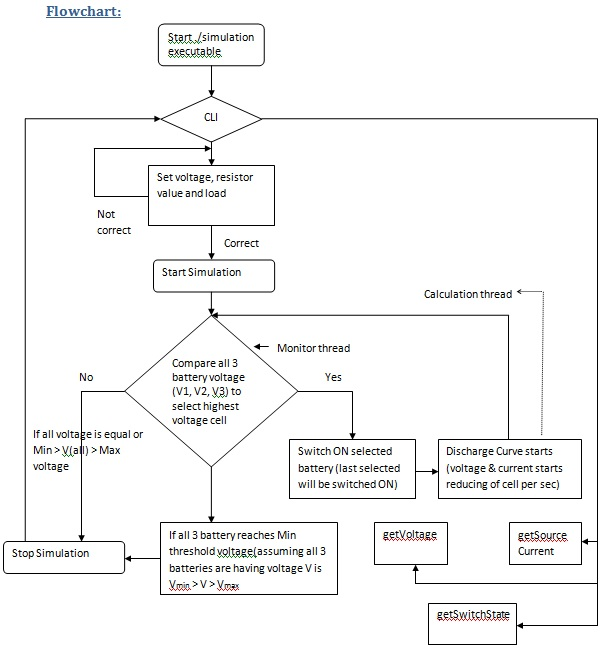 Flowchart:
Start ./simulation
executable
CLI
Set voltage, resistor
value and load
Not
correct
Correct
Start Simulation
Calculation thread
Monitor thread
Compare all 3
battery voltage
(V1, V2, V3) to
select highest
voltage cell
No
Yes
If all voltage is equal or
Min > V(all) > Max
voltage
Switch ON selected
battery (last selected
will be switched ON)
Discharge Curve starts
(voltage & current starts
reducing of cell per sec)
Stop Simulation
If all 3 battery reaches Min
threshold voltage(assuming all 3
batteries are having voltage V is
Vmin > V > Vmax
getVoltage
getSource
Current
getSwitchState